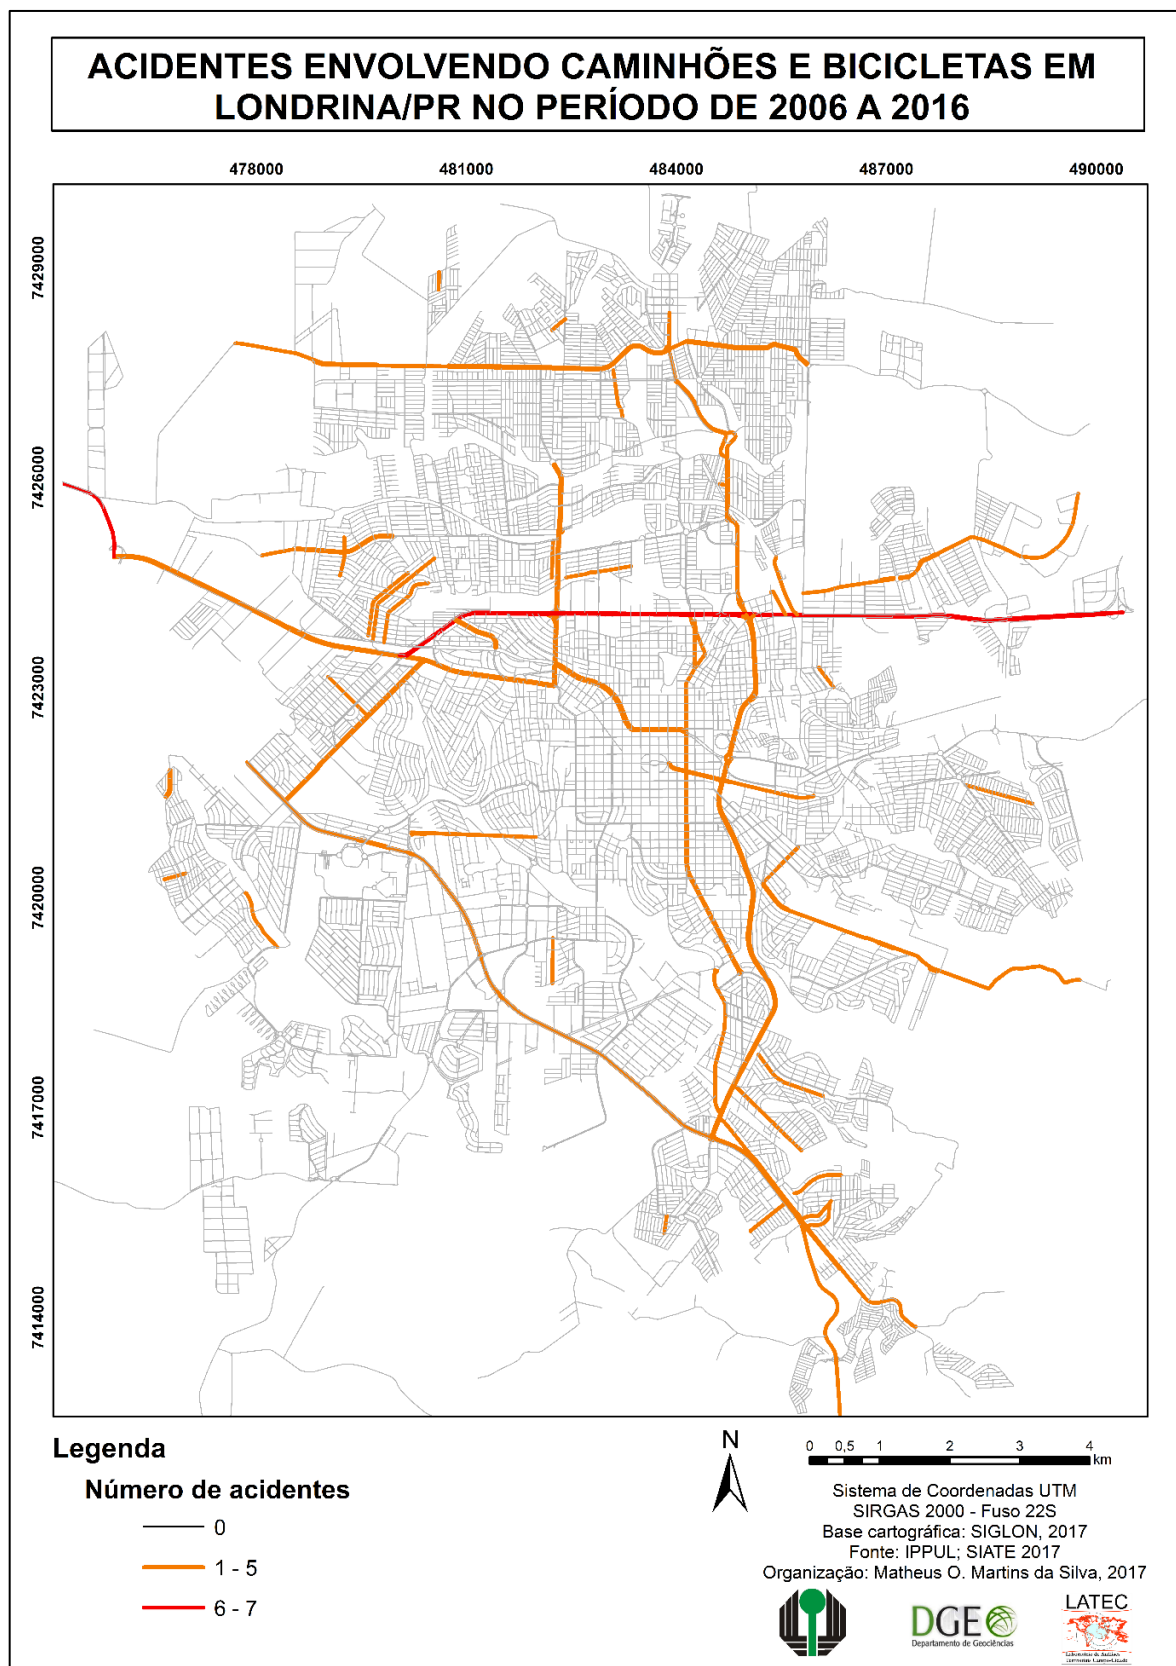 ACIDENTES ENVOLVENDO CAMINHÕES E BICICLETAS EM
LONDRINA/PR NO PERÍODO DE 2006 A 2016
478000 481000 484000 487000 490000
7429000
7426000
7423000
7420000
7417000
7414000
Legenda
Número de acidentes
0
1 - 5
6 - 7
N
0 0,5 1 2 3 4
km
Sistema de Coordenadas UTM
SIRGAS 2000 - Fuso 22S
Base cartográfica: SIGLON, 2017
Fonte: IPPUL; SIATE 2017
Organização: Matheus O. Martins da Silva, 2017
DGEO
Departamento de Geociências
LATEC